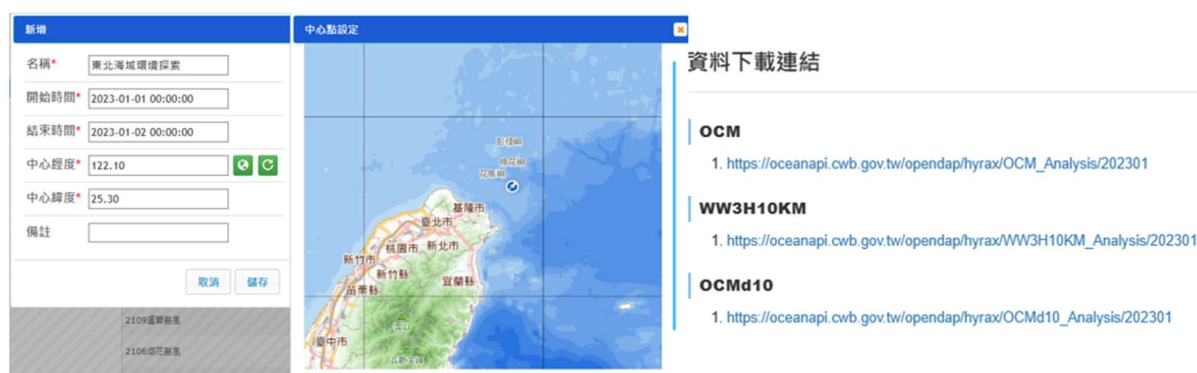 新增
名稱* 東北海域環境探索
開始時間* 2023-01-01 00:00:00
結束時間* 2023-01-02 00:00:00
中心經度* 122.10
中心緯度* 25.30
備註
取消 儲存
2109盧碧颱風
2106烟花颱風
中心點設定
彭佳嶼
棉花嶼
花瓶嶼
基隆市
臺北市
桃園市 新北市
新竹市
新竹縣 宜蘭縣
苗栗縣
雪山
臺中市
資料下載連結
OCM
1. https://oceanapi.cwb.gov.tw/opendap/hyrax/OCM_Analysis/202301
WW3H10KM
1. https://oceanapi.cwb.gov.tw/opendap/hyrax/WW3H10KM_Analysis/202301
OCMd10
1. https://oceanapi.cwb.gov.tw/opendap/hyrax/OCMd10_Analysis/202301